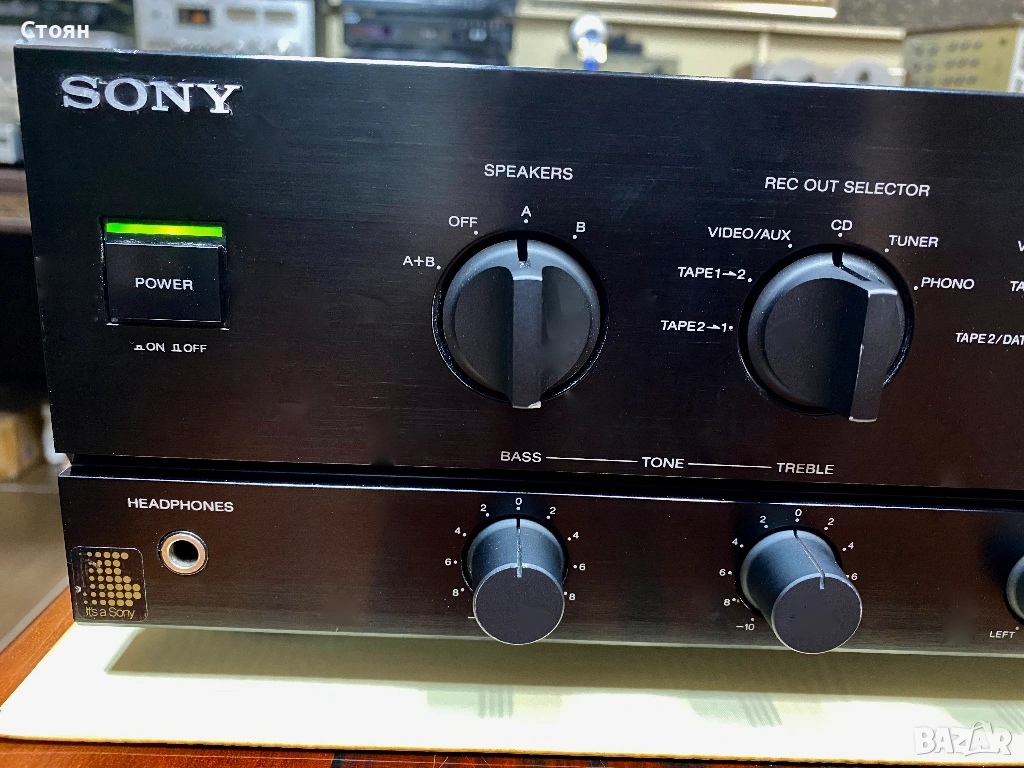 Стоян
SONY
SPEAKERS
OFF A B
A+B
REC OUT SELECTOR
VIDEO/AUX CD TUNER
TAPE1→2 PHONO
TAPE2→1
TAPE2/DAT
POWER
ON OFF
BASS TONE TREBLE
HEADPHONES
2 0 2
4 4
6 6
8 8
2 0 2
4 4
6 6
8
-10
LEFT
It's a Sony
BAZAR